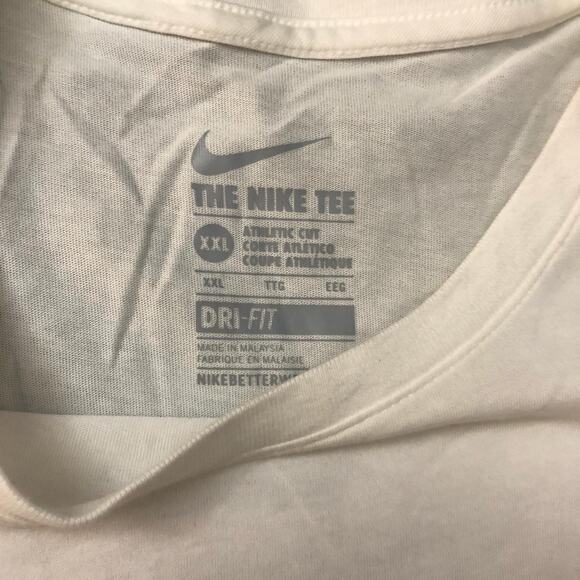 THE NIKE TEE
XXL
ATHLETIC CUT
CORTE ATLÉTICO
COUPE ATHLÉTIQUE
XXL TTG EEG
DRI-FIT
MADE IN MALAYSIA
FABRIQUE EN MALAISIE